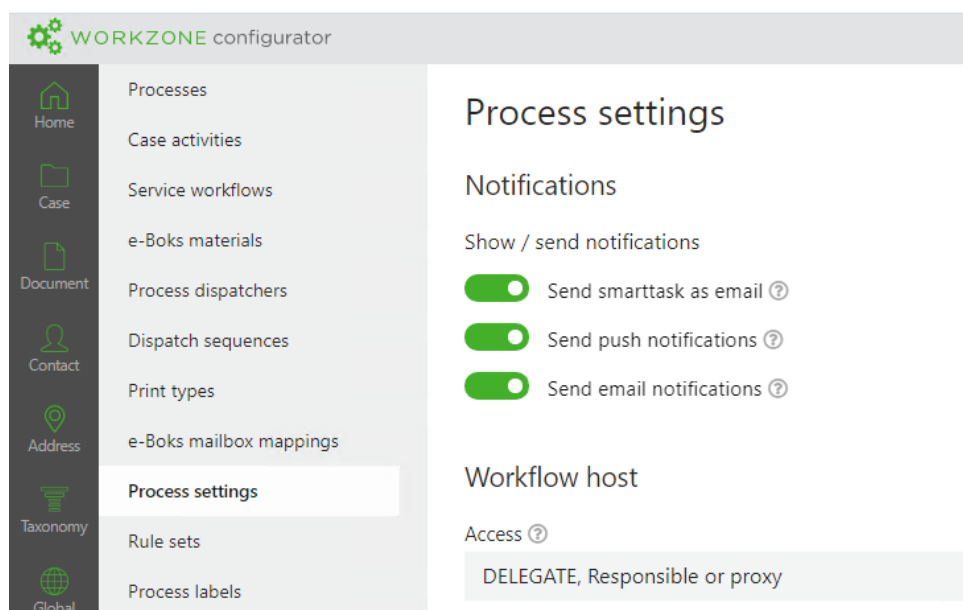 WORKZONE configurator
Home
Case
Document
Contact
Address
Taxonomy
Global
Processes
Case activities
Service workflows
e-Boks materials
Process dispatchers
Dispatch sequences
Print types
e-Boks mailbox mappings
Process settings
Rule sets
Process labels
Process settings
Notifications
Show / send notifications
Send smarttask as email ?
Send push notifications ?
Send email notifications ?
Workflow host
Access ?
DELEGATE, Responsible or proxy